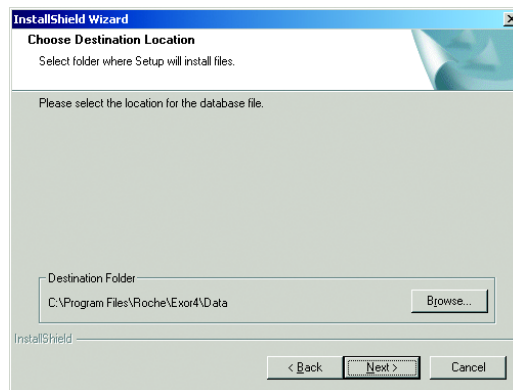 InstallShield Wizard
Choose Destination Location
Select folder where Setup will install files.
Please select the location for the database file.
Destination Folder
C:\Program Files\Roche\Exor4\Data
Browse...
InstallShield
< Back
Next >
Cancel